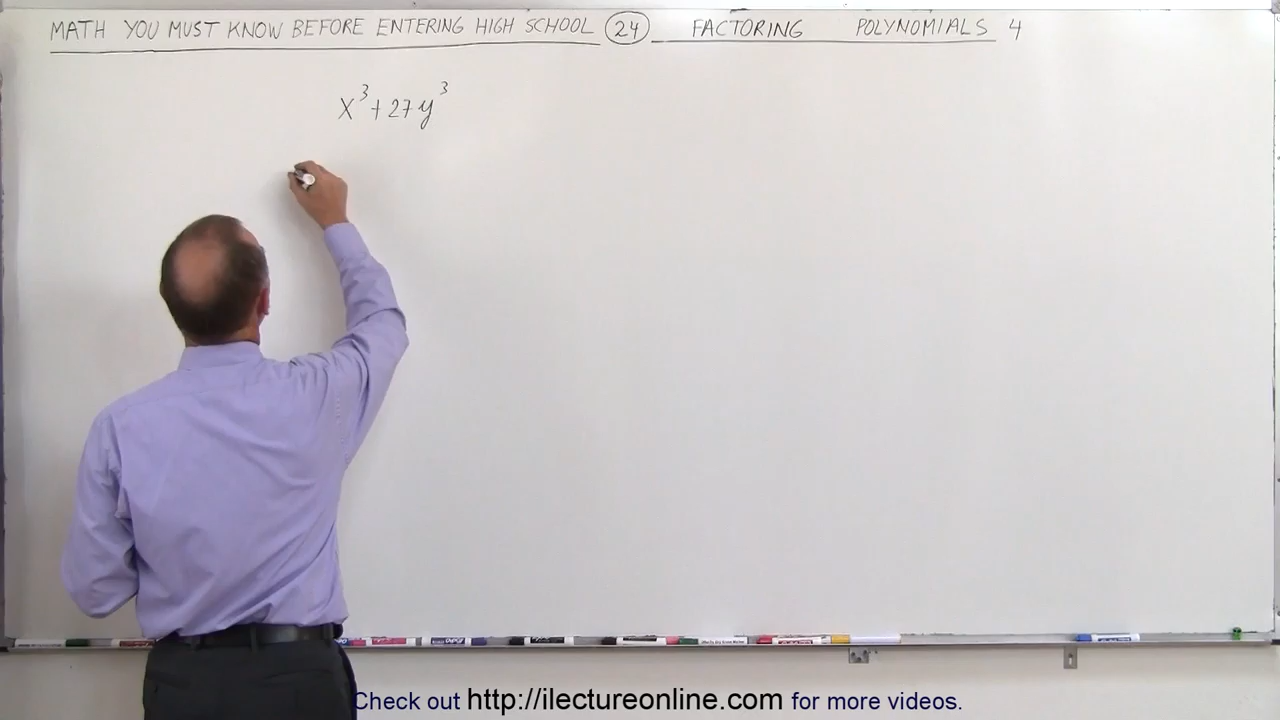 MATH YOU MUST KNOW BEFORE ENTERING HIGH SCHOOL 24 FACTORING POLYNOMIALS 4
x³+27y³
Check out http://ilectureonline.com for more videos.